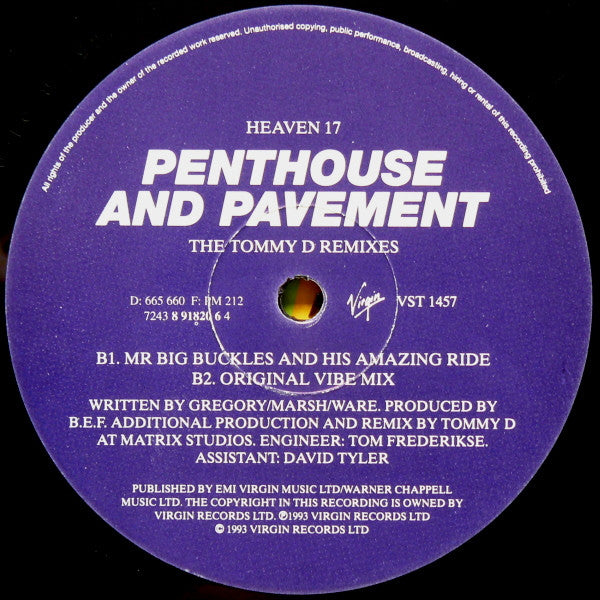 All rights of the producer and the owner of the recorded work reserved. Unauthorised copying, public performance, broadcasting, hiring or rental of this recording prohibited
HEAVEN 17
PENTHOUSE
AND PAVEMENT
THE TOMMY D REMIXES
D: 665 660 F: PM 212 Virgin VST 1457
7243 8 91820 6 4
B1. MR BIG BUCKLES AND HIS AMAZING RIDE
B2. ORIGINAL VIBE MIX
WRITTEN BY GREGORY/MARSH/WARE. PRODUCED BY
B.E.F. ADDITIONAL PRODUCTION AND REMIX BY TOMMY D
AT MATRIX STUDIOS. ENGINEER: TOM FREDERIKSE.
ASSISTANT: DAVID TYLER
PUBLISHED BY EMI VIRGIN MUSIC LTD/WARNER CHAPPELL
MUSIC LTD. THE COPYRIGHT IN THIS RECORDING IS OWNED BY
VIRGIN RECORDS LTD. ℗1993 VIRGIN RECORDS LTD
© 1993 VIRGIN RECORDS LTD